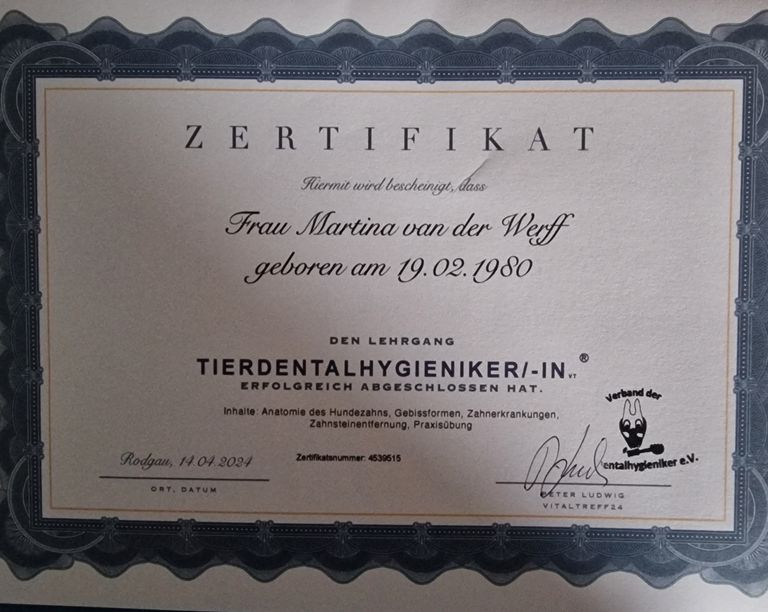 ZERTIFIKAT
Hiermit wird bescheinigt, dass
Frau Martina van der Werff
geboren am 19.02.1980
DEN LEHRGANG
TIERDENTALHYGIENIKER/-IN VT ®
ERFOLGREICH ABGESCHLOSSEN HAT.
Inhalte: Anatomie des Hundezahns, Gebissformen, Zahnerkrankungen,
Zahnsteinentfernung, Praxisübung
Verband der
entalhygieniker e.V.
Rodgau, 14.04.2024
Zertifikatsnummer: 4539515
ORT, DATUM
PETER LUDWIG
VITALTREFF24